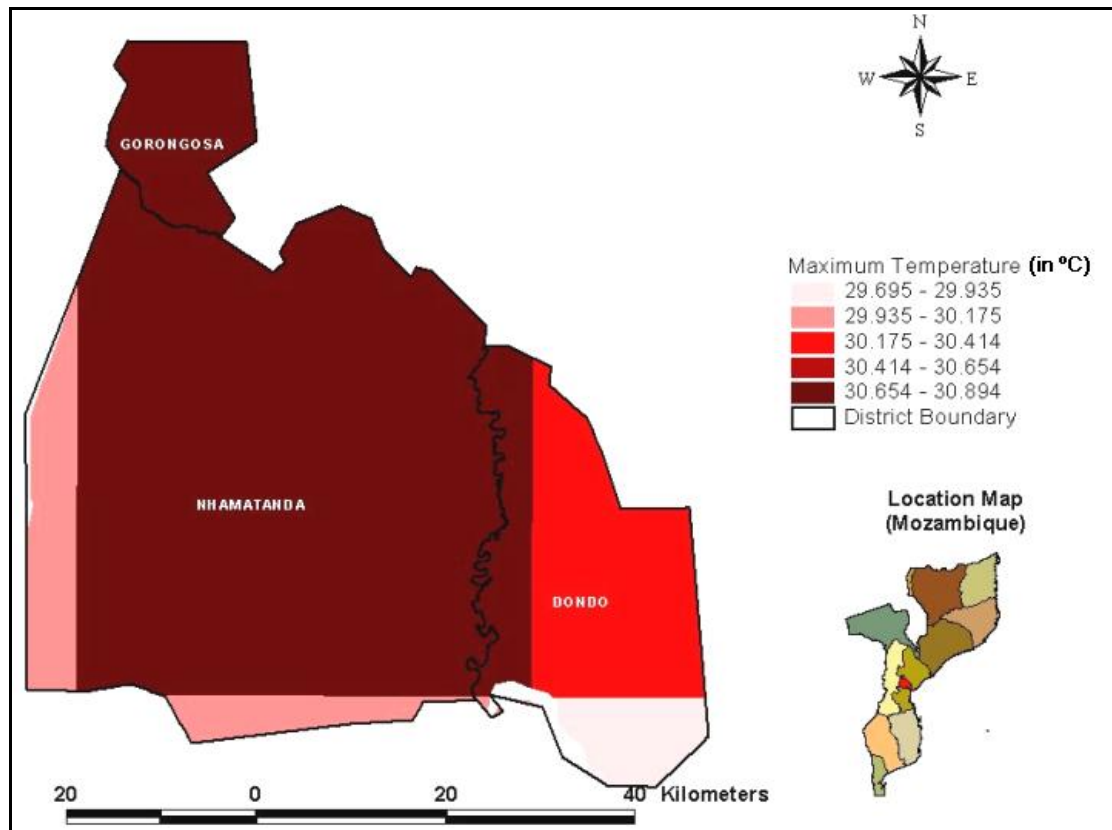 N
W E
S
GORONGOSA
Maximum Temperature (in ºC)
29.695 - 29.935
29.935 - 30.175
30.175 - 30.414
30.414 - 30.654
30.654 - 30.894
District Boundary
NHAMATANDA
Location Map
(Mozambique)
DONDO
20 0 20 40 Kilometers